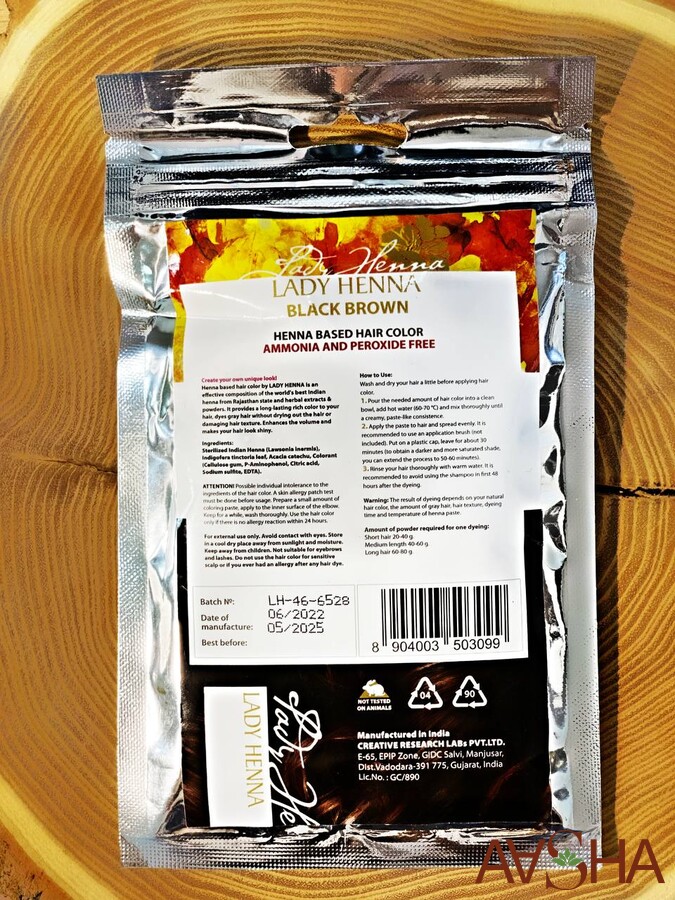 Lady Henna
LADY HENNA
BLACK BROWN
HENNA BASED HAIR COLOR
AMMONIA AND PEROXIDE FREE
Create your own unique look!
Henna based hair color by LADY HENNA is an
effective composition of the world's best Indian
henna from Rajasthan state and herbal extracts &
powders. It provides a long-lasting rich color to your
hair, dyes gray hair without drying out the hair or
damaging hair texture. Enhances the volume and
makes your hair look shiny.
Ingredients:
Sterilized Indian Henna (Lawsonia inermis),
Indigofera tinctoria leaf, Acacia catechu, Colorant
(Cellulose gum, P-Aminophenol, Citric acid,
Sodium sulfite, EDTA).
ATTENTION! Possible individual intolerance to the
ingredients of the hair color. A skin allergy patch test
must be done before usage. Prepare a small amount of
coloring paste, apply to the inner surface of the elbow.
Keep for a while, wash thoroughly. Use the hair color
only if there is no allergy reaction within 24 hours.
For external use only. Avoid contact with eyes. Store
in a cool dry place away from sunlight and moisture.
Keep away from children. Not suitable for eyebrows
and lashes. Do not use the hair color for sensitive
scalp or if you ever had an allergy after any hair dye.
How to Use:
Wash and dry your hair a little before applying hair
color.
1. Pour the needed amount of hair color into a clean
bowl, add hot water (60-70 °C) and mix thoroughly until
a creamy, paste-like consistence.
2. Apply the paste to hair and spread evenly. It is
recommended to use an application brush (not
included). Put on a plastic cap, leave for about 30
minutes (to obtain a darker and more saturated shade,
you can extend the process to 50-60 minutes).
3. Rinse your hair thoroughly with warm water. It is
recommended to avoid using the shampoo in first 48
hours after the dyeing.
Warning: The result of dyeing depends on your natural
hair color, the amount of gray hair, hair texture, dyeing
time and temperature of henna paste.
Amount of powder required for one dyeing:
Short hair 20-40 g.
Medium length 40-60 g.
Long hair 60-80 g.
Batch №: LH-46-6528
Date of manufacture: 06/2022
05/2025
Best before:
8 904003 503099
NOT TESTED
ON ANIMALS
04
90
Manufactured in India
CREATIVE RESEARCH LABs PVT.LTD.
E-65, EPIP Zone, GIDC Salvi, Manjusar,
Dist.Vadodara-391 775, Gujarat, India
Lic.No. : GC/890
LADY HENNA
Lady He
AVSHA